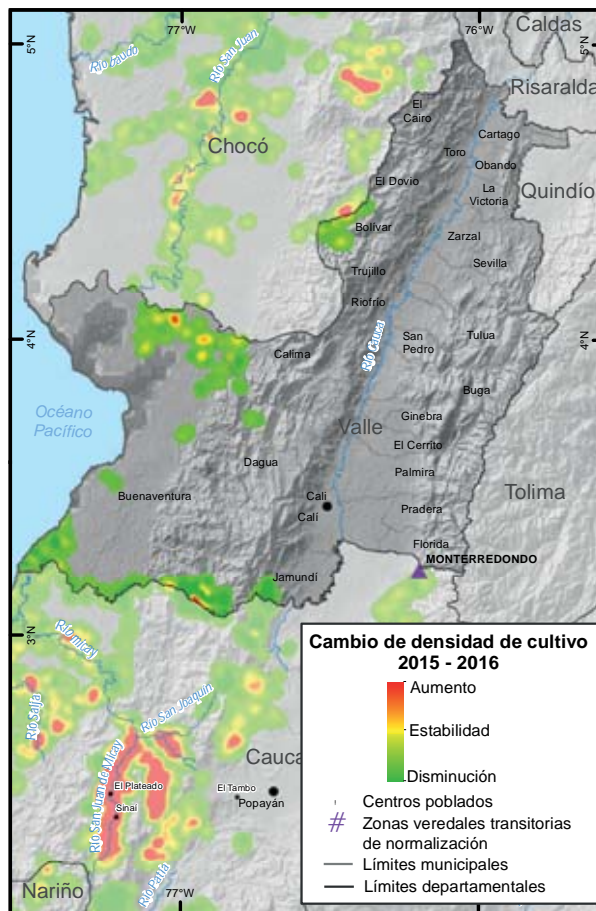 77°W
76°W
5°N
5°N
Caldas
Río Baudo
Río San Juan
Risaralda
El
Cairo
Cartago
Chocó
Toro
Obando
El Dovio
La
Victoria
Quindío
Bolívar
Zarzal
Sevilla
Trujillo
Riofrío
4°N
4°N
San
Pedro
Tulua
Calima
Río Cauca
Buga
Océano
Pacífico
Ginebra
Valle
El Cerrito
Dagua
Palmira
Tolima
Buenaventura
Cali
Calí
Pradera
Florida
MONTERREDONDO
Jamundí
3°N
Río micay
Río Saija
Río San Joaquin
Río San Juan de Micay
Cauca
El Plateado
El Tambo
Popayán
Sinaí
Río Patía
Nariño
77°W
Cambio de densidad de cultivo
2015 - 2016
Aumento
Estabilidad
Disminución
Centros poblados
# Zonas veredales transitorias
de normalización
Límites municipales
Límites departamentales